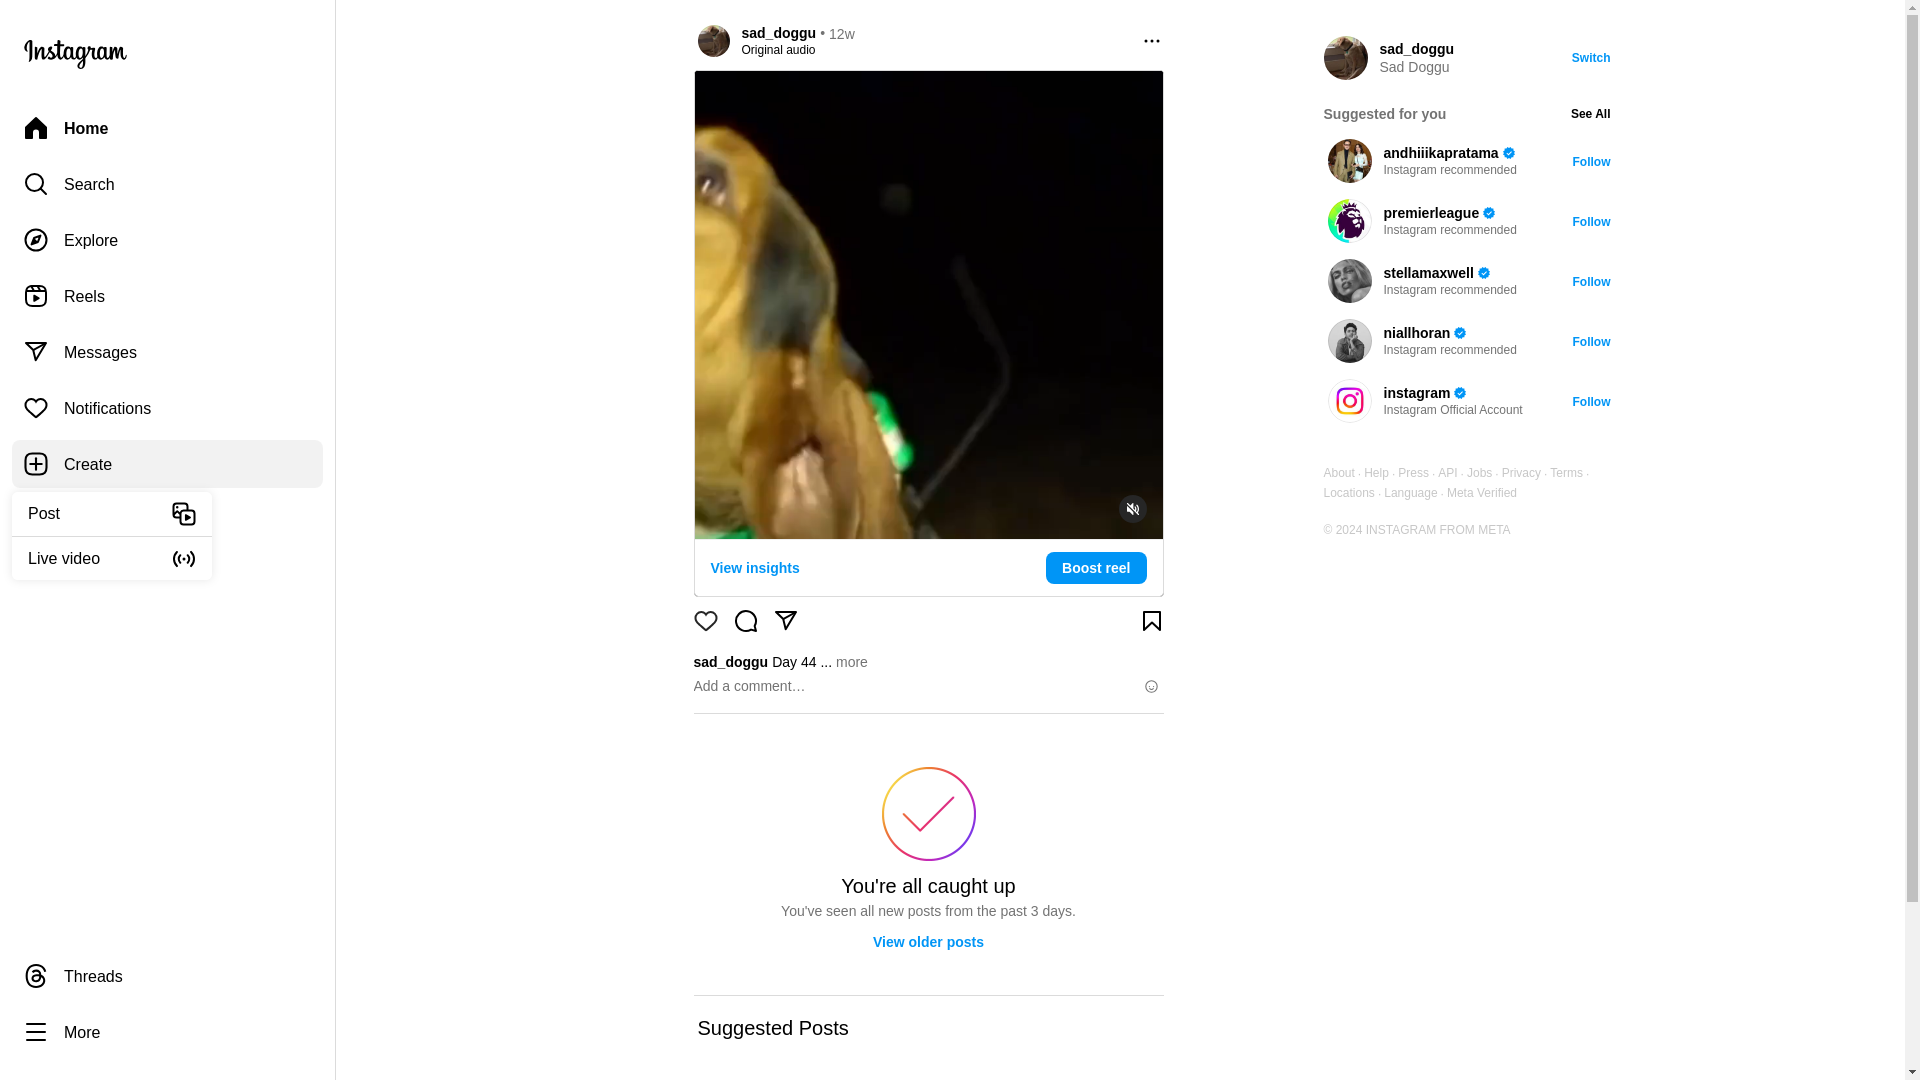 Instagram
Home
Search
Explore
Reels
Messages
Notifications
Create
Post
Live video
Threads
More
sad_doggu • 12w
Original audio
View insights
Boost reel
sad_doggu Day 44 ... more
Add a comment…
You're all caught up
You've seen all new posts from the past 3 days.
View older posts
Suggested Posts
sad_doggu
Sad Doggu
Switch
Suggested for you
See All
andhiiikapratama
Instagram recommended
Follow
premierleague
Instagram recommended
Follow
stellamaxwell
Instagram recommended
Follow
niallhoran
Instagram recommended
Follow
instagram
Instagram Official Account
Follow
About · Help · Press · API · Jobs · Privacy · Terms ·
Locations · Language · Meta Verified
© 2024 INSTAGRAM FROM META